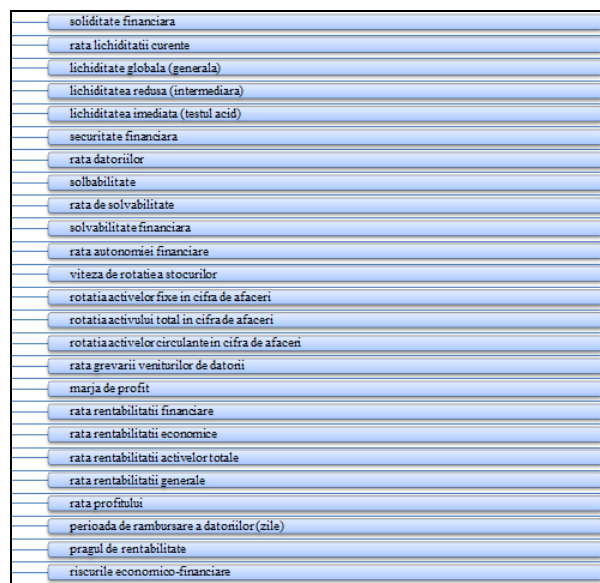 soliditate financiara
rata lichiditatii curente
lichiditate globala (generala)
lichiditatea redusa (intermediara)
lichiditatea imediata (testul acid)
securitate financiara
rata datoriilor
solbabilitate
rata de solvabilitate
solvabilitate financiara
rata autonomiei financiare
viteza de rotatie a stocurilor
rotatia activelor fixe in cifra de afaceri
rotatia activului total in cifra de afaceri
rotatia activelor circulante in cifra de afaceri
rata grevarii veniturilor de datorii
marja de profit
rata rentabilitatii financiare
rata rentabilitatii economice
rata rentabilitatii activelor totale
rata rentabilitatii generale
rata profitului
perioada de rambursare a datoriilor (zile)
pragul de rentabilitate
riscurile economico-financiare